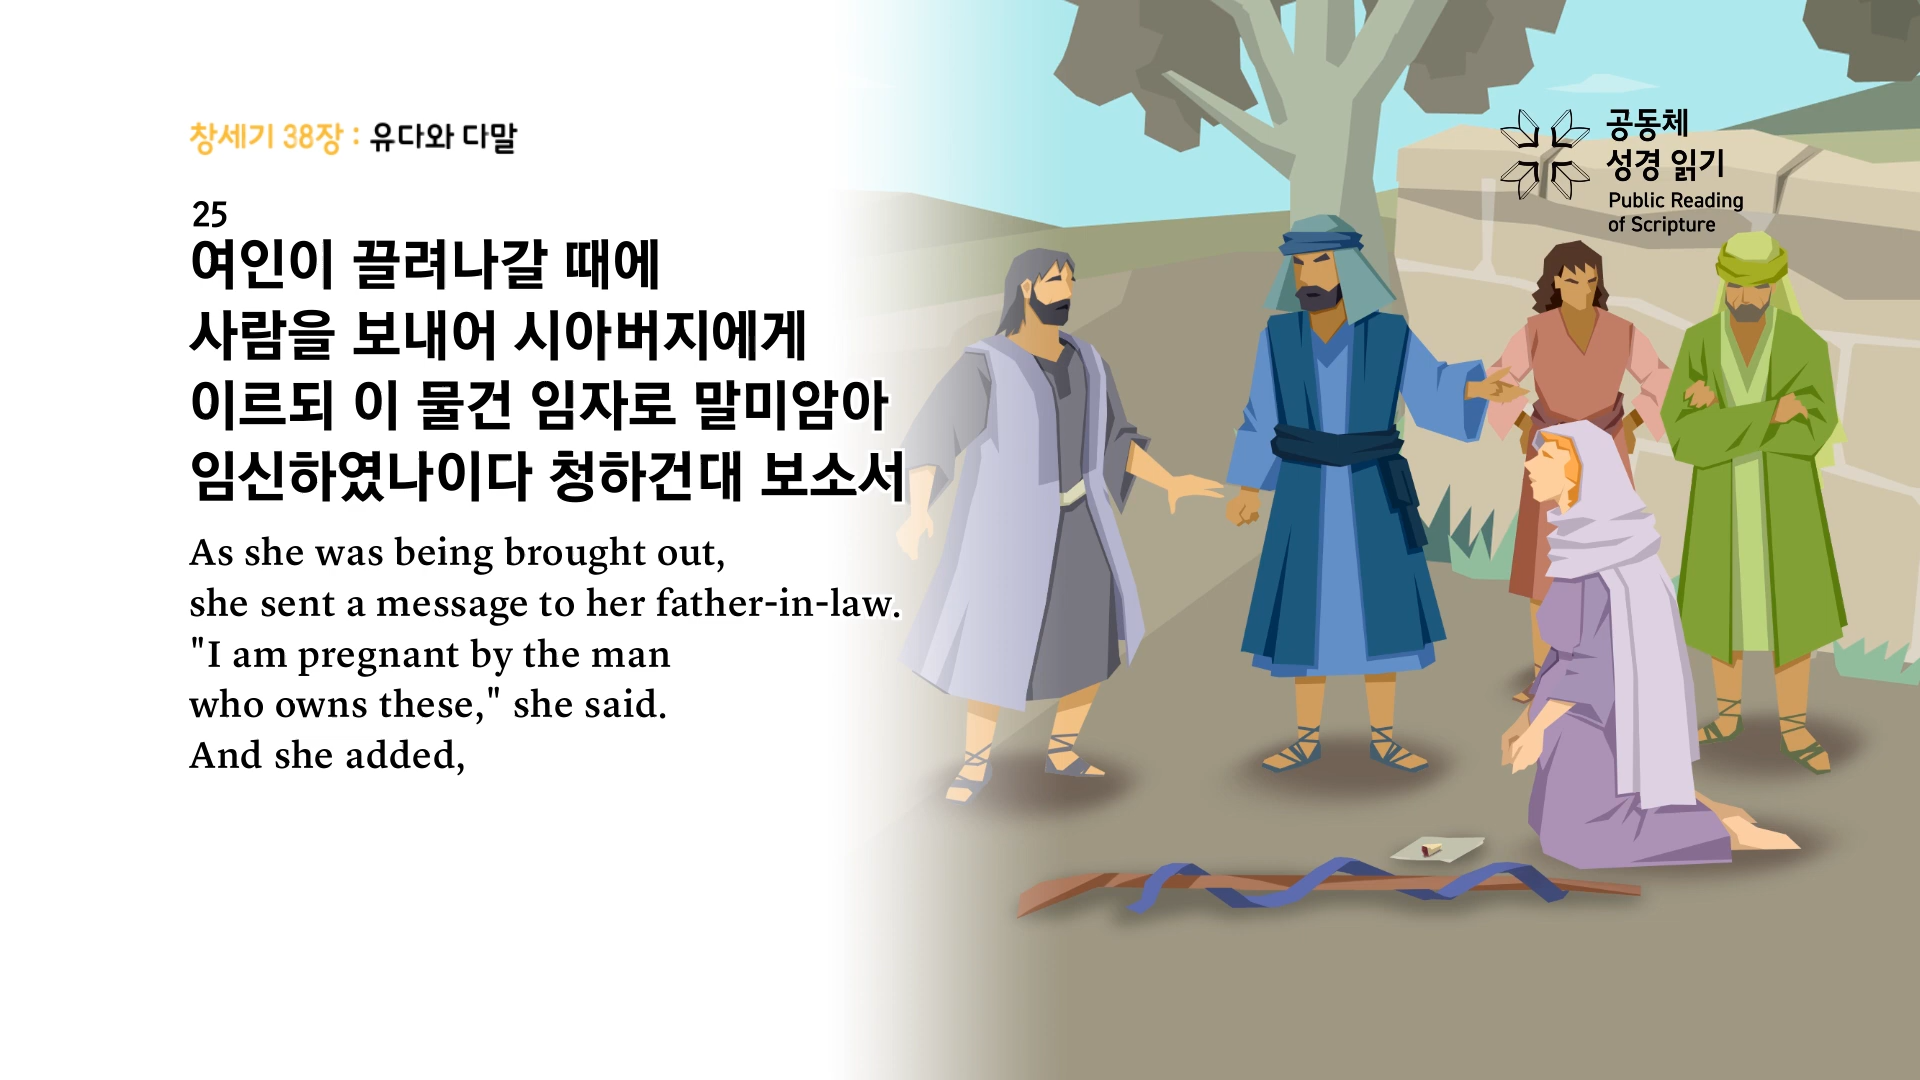 창세기 38장 : 유다와 다말
25
여인이 끌려나갈 때에
사람을 보내어 시아버지에게
이르되 이 물건 임자로 말미암아
임신하였나이다 청하건대 보소서
As she was being brought out,
she sent a message to her father-in-law.
"I am pregnant by the man
who owns these," she said.
And she added,
공동체
성경 읽기
Public Reading
of Scripture